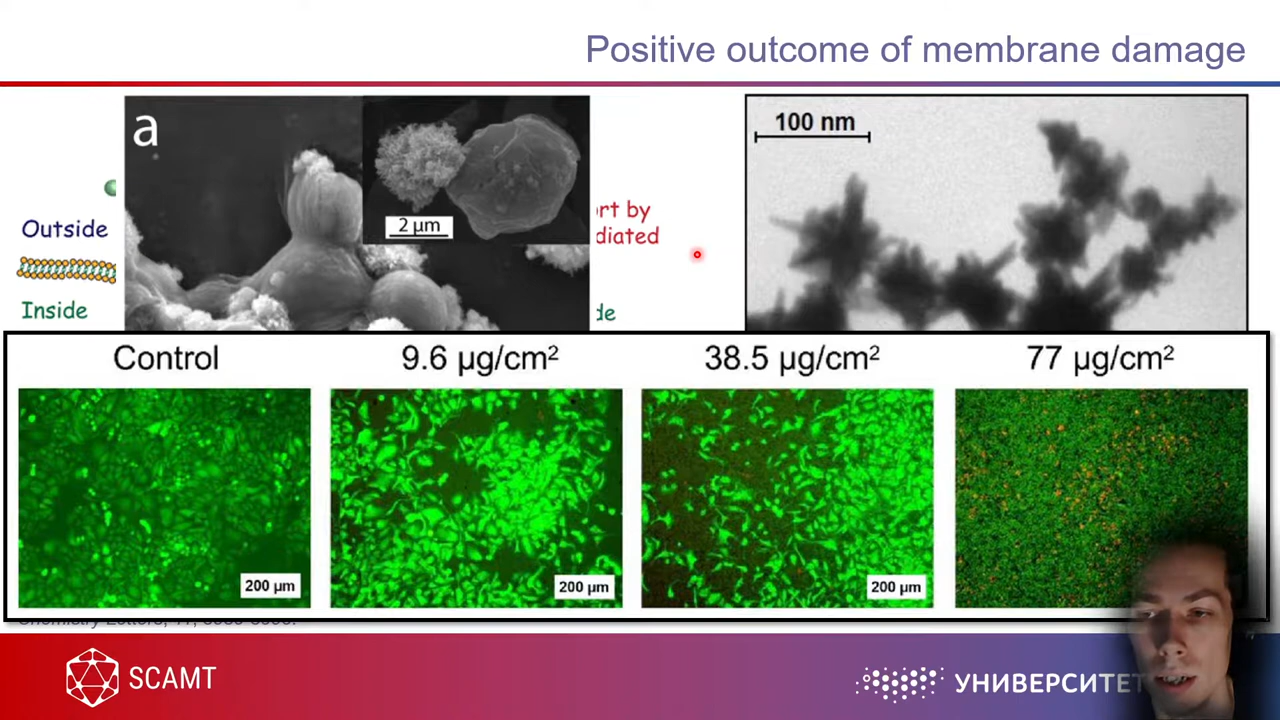 Positive outcome of membrane damage
a
2 µm
100 nm
Outside
Inside
rt by
diated
de
Control
9.6 µg/cm²
38.5 µg/cm²
77 µg/cm²
200 µm
200 µm
200 µm
SCAMT
УНИВЕРСИТЕТ